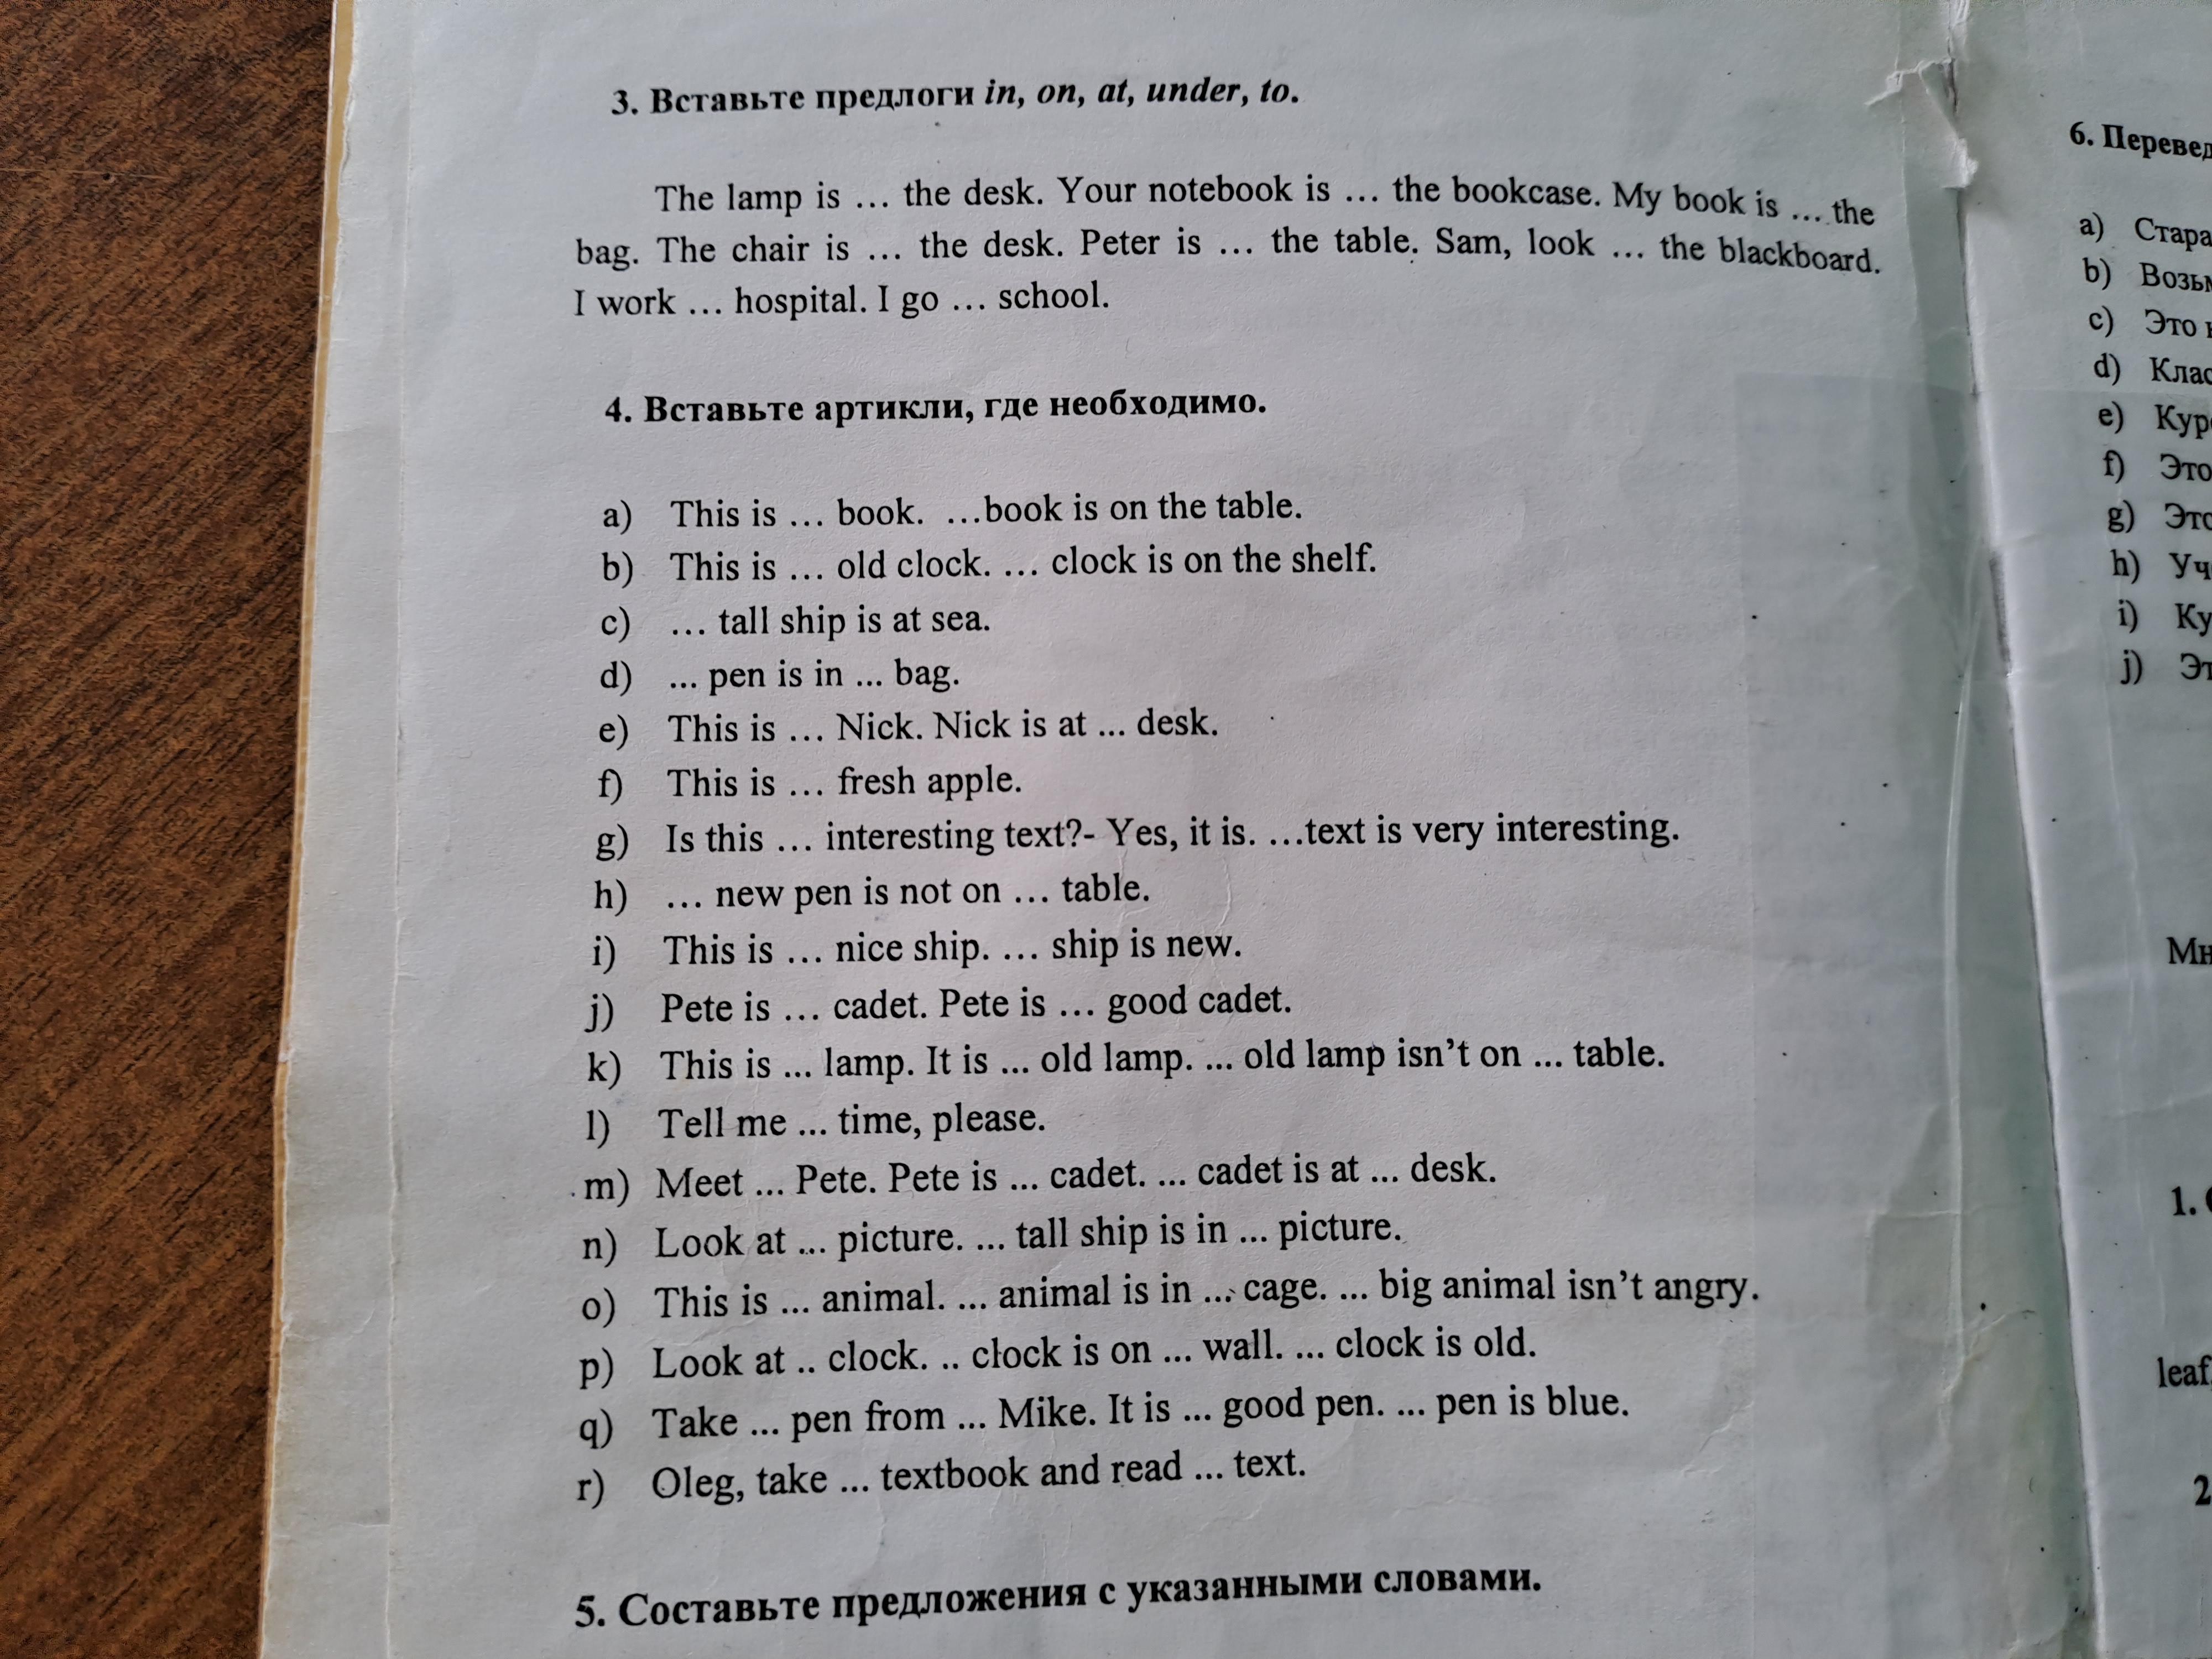 3. Вставьте предлоги in, on, at, under, to.
The lamp is … the desk. Your notebook is … the bookcase. My book is … the
bag. The chair is … the desk. Peter is … the table. Sam, look … the blackboard.
I work … hospital. I go … school.
4. Вставьте артикли, где необходимо.
a) This is … book. …book is on the table.
b) This is … old clock. … clock is on the shelf.
c) … tall ship is at sea.
d) ... pen is in ... bag.
e) This is … Nick. Nick is at ... desk.
f) This is … fresh apple.
g) Is this … interesting text?- Yes, it is. …text is very interesting.
h) … new pen is not on … table.
i) This is … nice ship. … ship is new.
j) Pete is … cadet. Pete is … good cadet.
k) This is ... lamp. It is ... old lamp. ... old lamp isn’t on ... table.
l) Tell me ... time, please.
m) Meet ... Pete. Pete is ... cadet. ... cadet is at ... desk.
n) Look at ... picture. ... tall ship is in ... picture.
o) This is ... animal. ... animal is in ... cage. ... big animal isn’t angry.
p) Look at .. clock. .. clock is on ... wall. ... clock is old.
q) Take ... pen from ... Mike. It is ... good pen. ... pen is blue.
r) Oleg, take ... textbook and read ... text.
5. Составьте предложения с указанными словами.
6.
a)
b)
c) Это
d)
e)
f) Это
g)
h)
i)
j)
1.
leaf
2